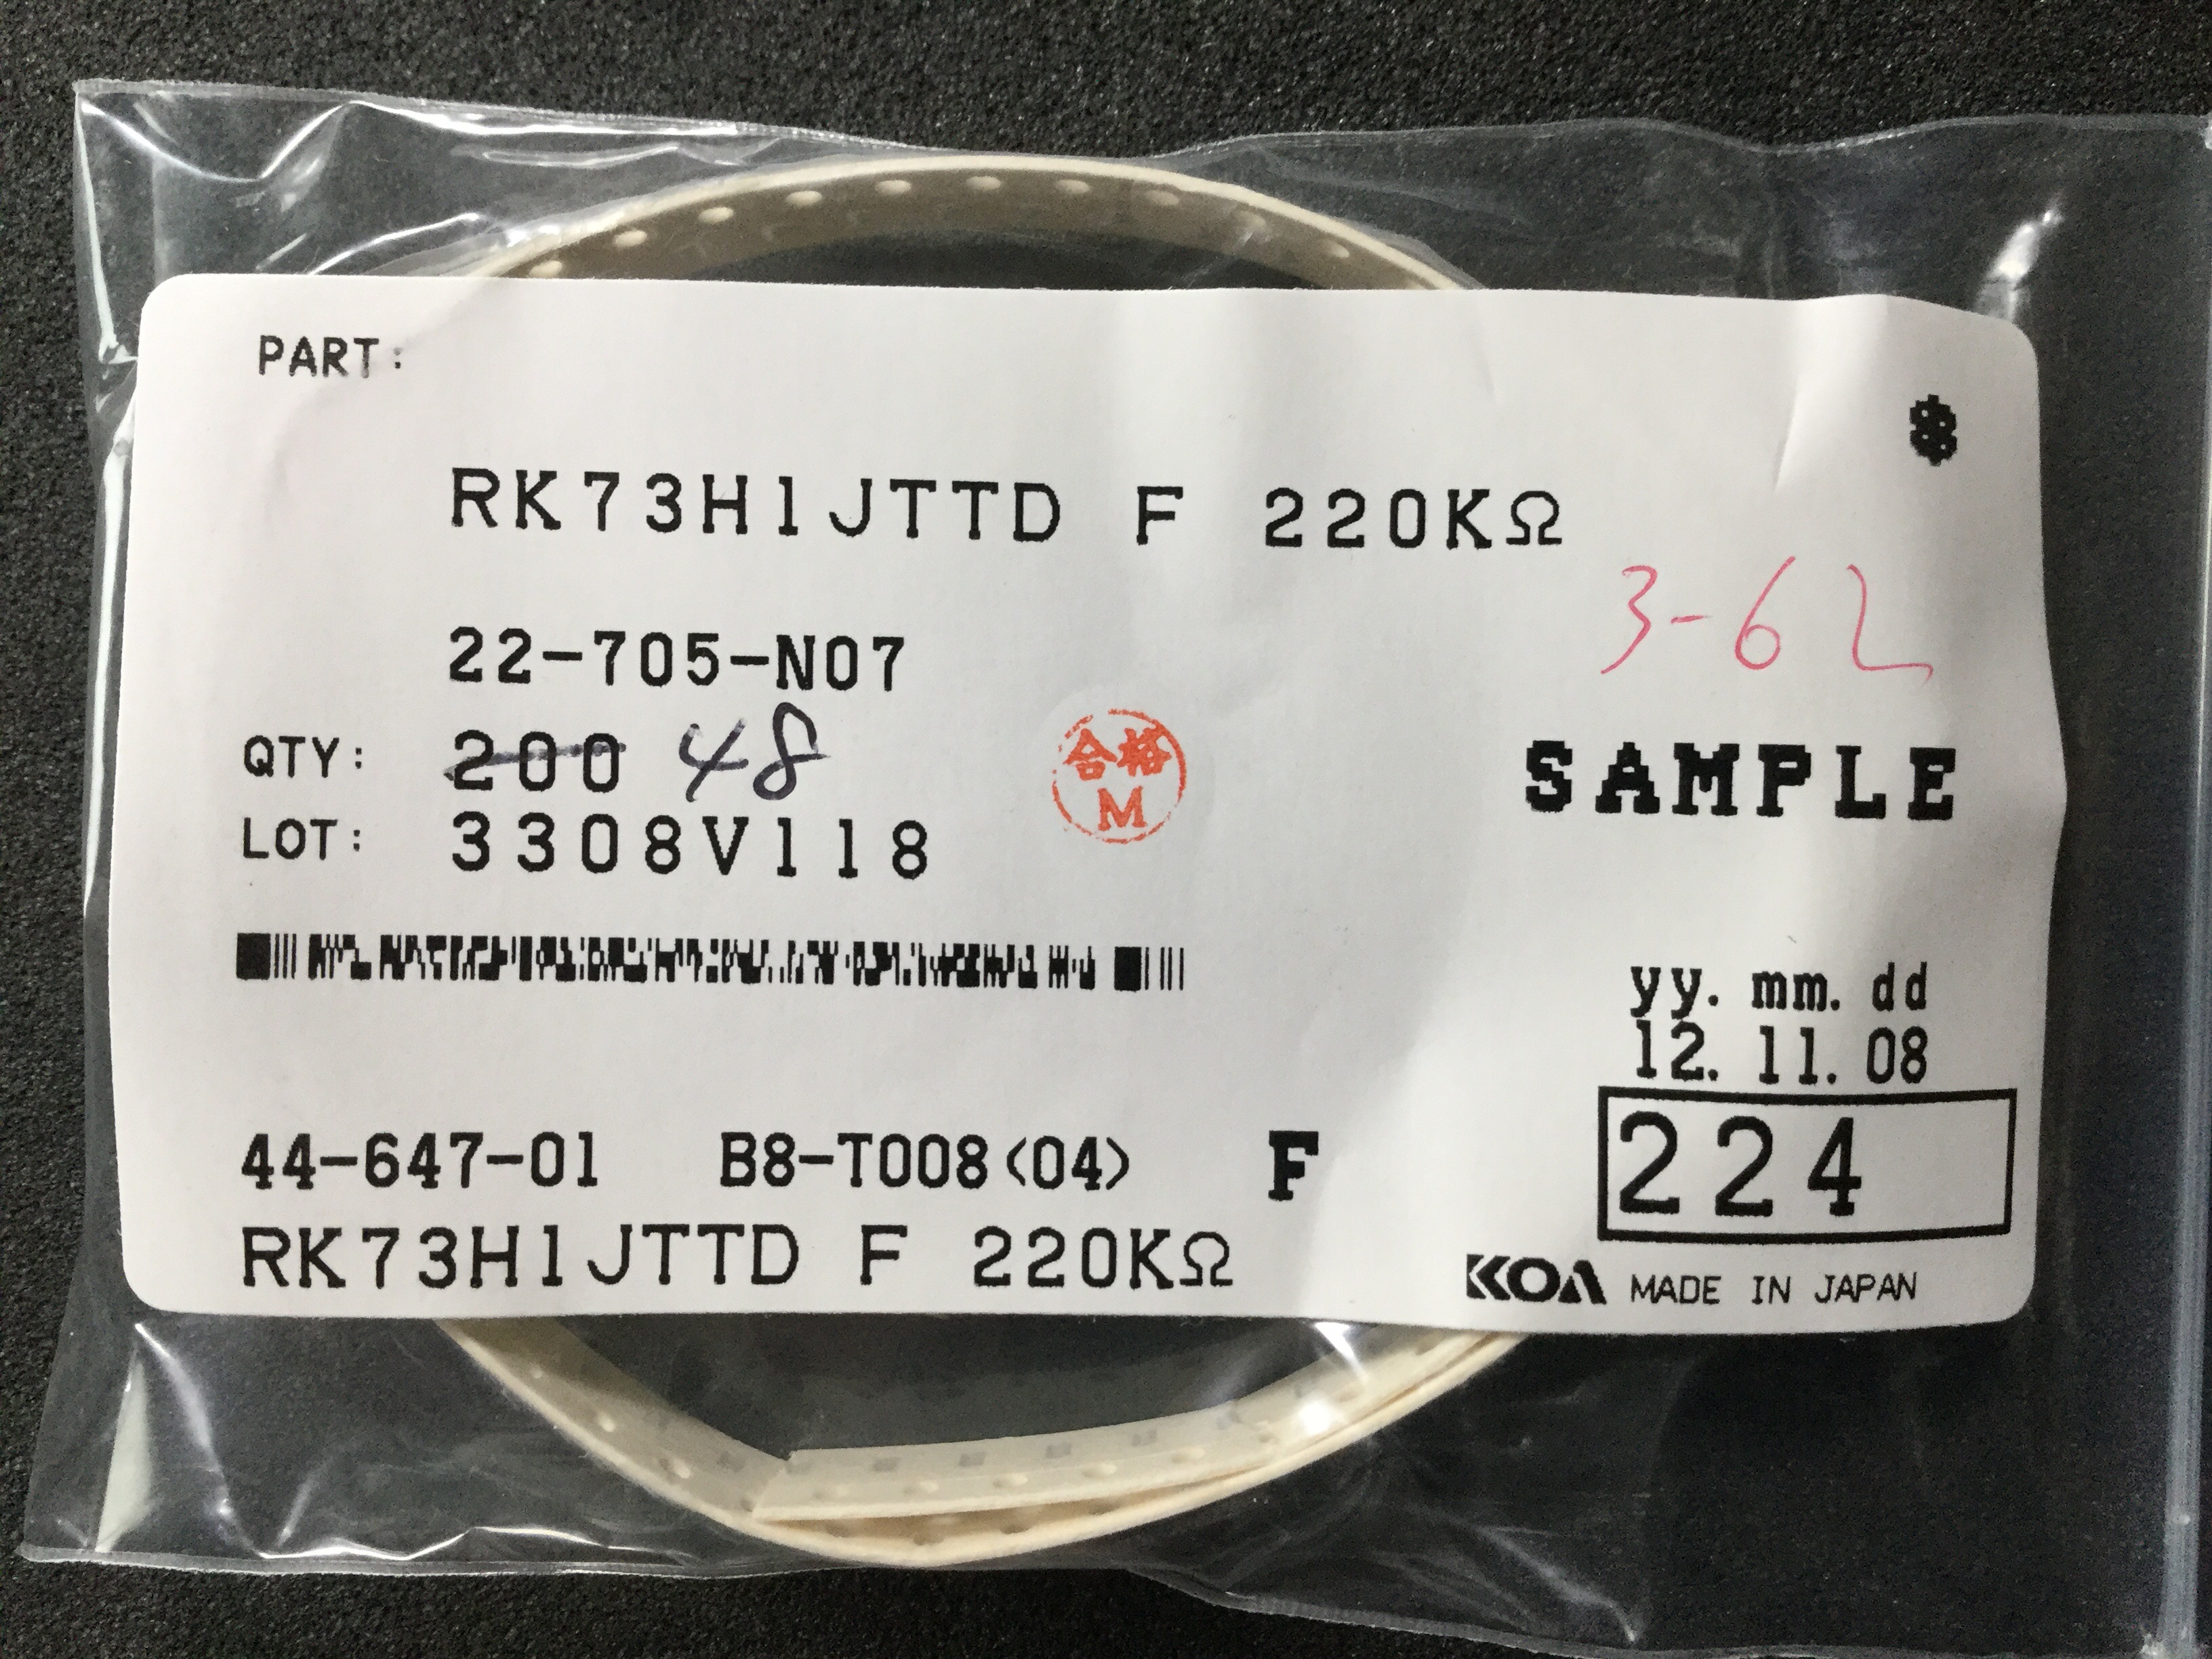 PART:
RK73H1JTTD F 220KΩ
3-62
22-705-N07
QTY: 200 48
合格
M
SAMPLE
LOT: 3308V118
yy. mm. dd
12. 11. 08
224
44-647-01 B8-T008<04> F
RK73H1JTTD F 220KΩ
KOA MADE IN JAPAN